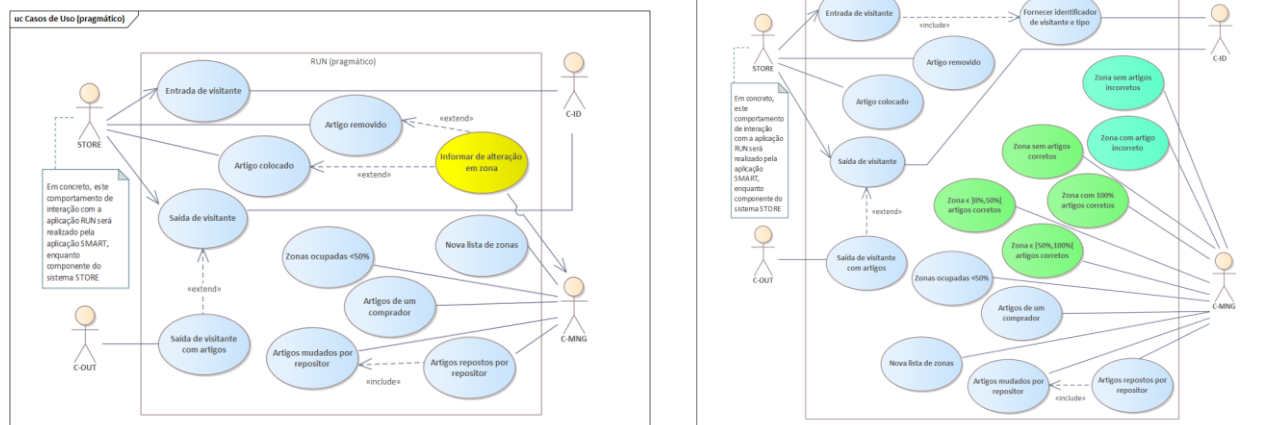 uc Casos de Uso (pragmático)
RUN (pragmático)
Entrada de visitante
C-ID
Artigo removido
«extend»
STORE
Informar de alteração
em zona
Artigo colocado
«extend»
Em concreto, este
comportamento de
interação com a
aplicação RUN será
realizado pela
aplicação SMART,
enquanto
componente do
sistema STORE
Saída de visitante
Nova lista de zonas
Zonas ocupadas <50%
«extend»
Artigos de um
comprador
C-MNG
Saída de visitante
com artigos
C-OUT
Artigos mudados por
repositor
Artigos repostos por
repositor
«include»
Entrada de visitante
«include»
Fornecer identificador
de visitante e tipo
C-ID
STORE
Artigo removido
Zona sem artigos
incorretos
Artigo colocado
Em concreto,
este
comportamento
de interação
com a aplicação
RUN será
realizado pela
aplicação
SMART,
enquanto
componente do
sistema STORE
Zona com artigo
incorreto
Zona sem artigos
corretos
Saída de visitante
Zona com 100%
artigos corretos
Zona ϵ ]0%,50%[
artigos corretos
«extend»
Zona ϵ [50%,100%[
artigos corretos
C-OUT
Saída de visitante
com artigos
Zonas ocupadas <50%
Artigos de um
comprador
C-MNG
Nova lista de zonas
Artigos mudados por
repositor
Artigos repostos por
repositor
«include»